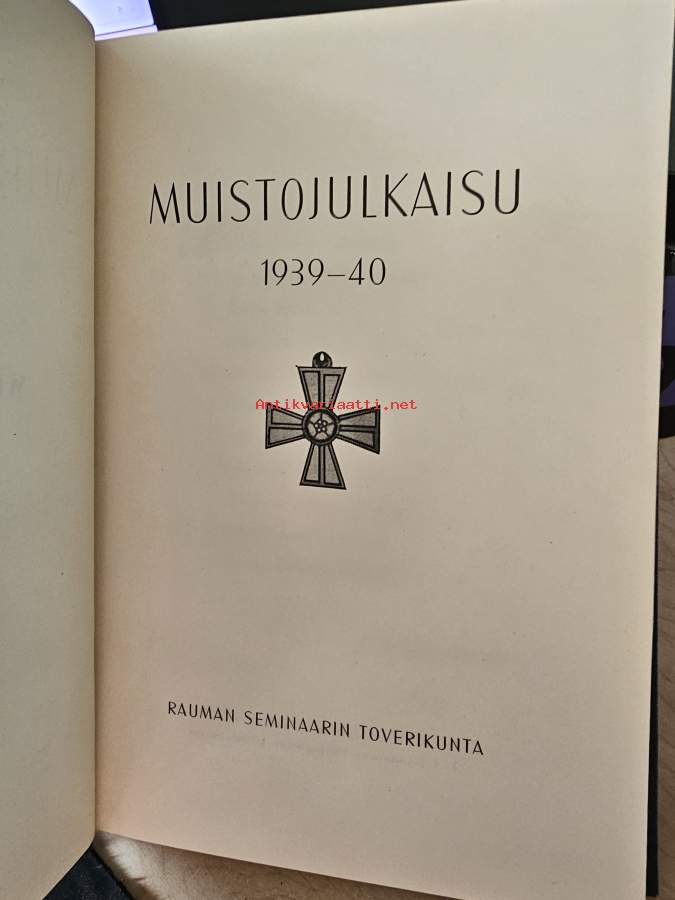 MUISTOJULKAISU
1939–40
Antikvariaatti.net
RAUMAN SEMINAARIN TOVERIKUNTA